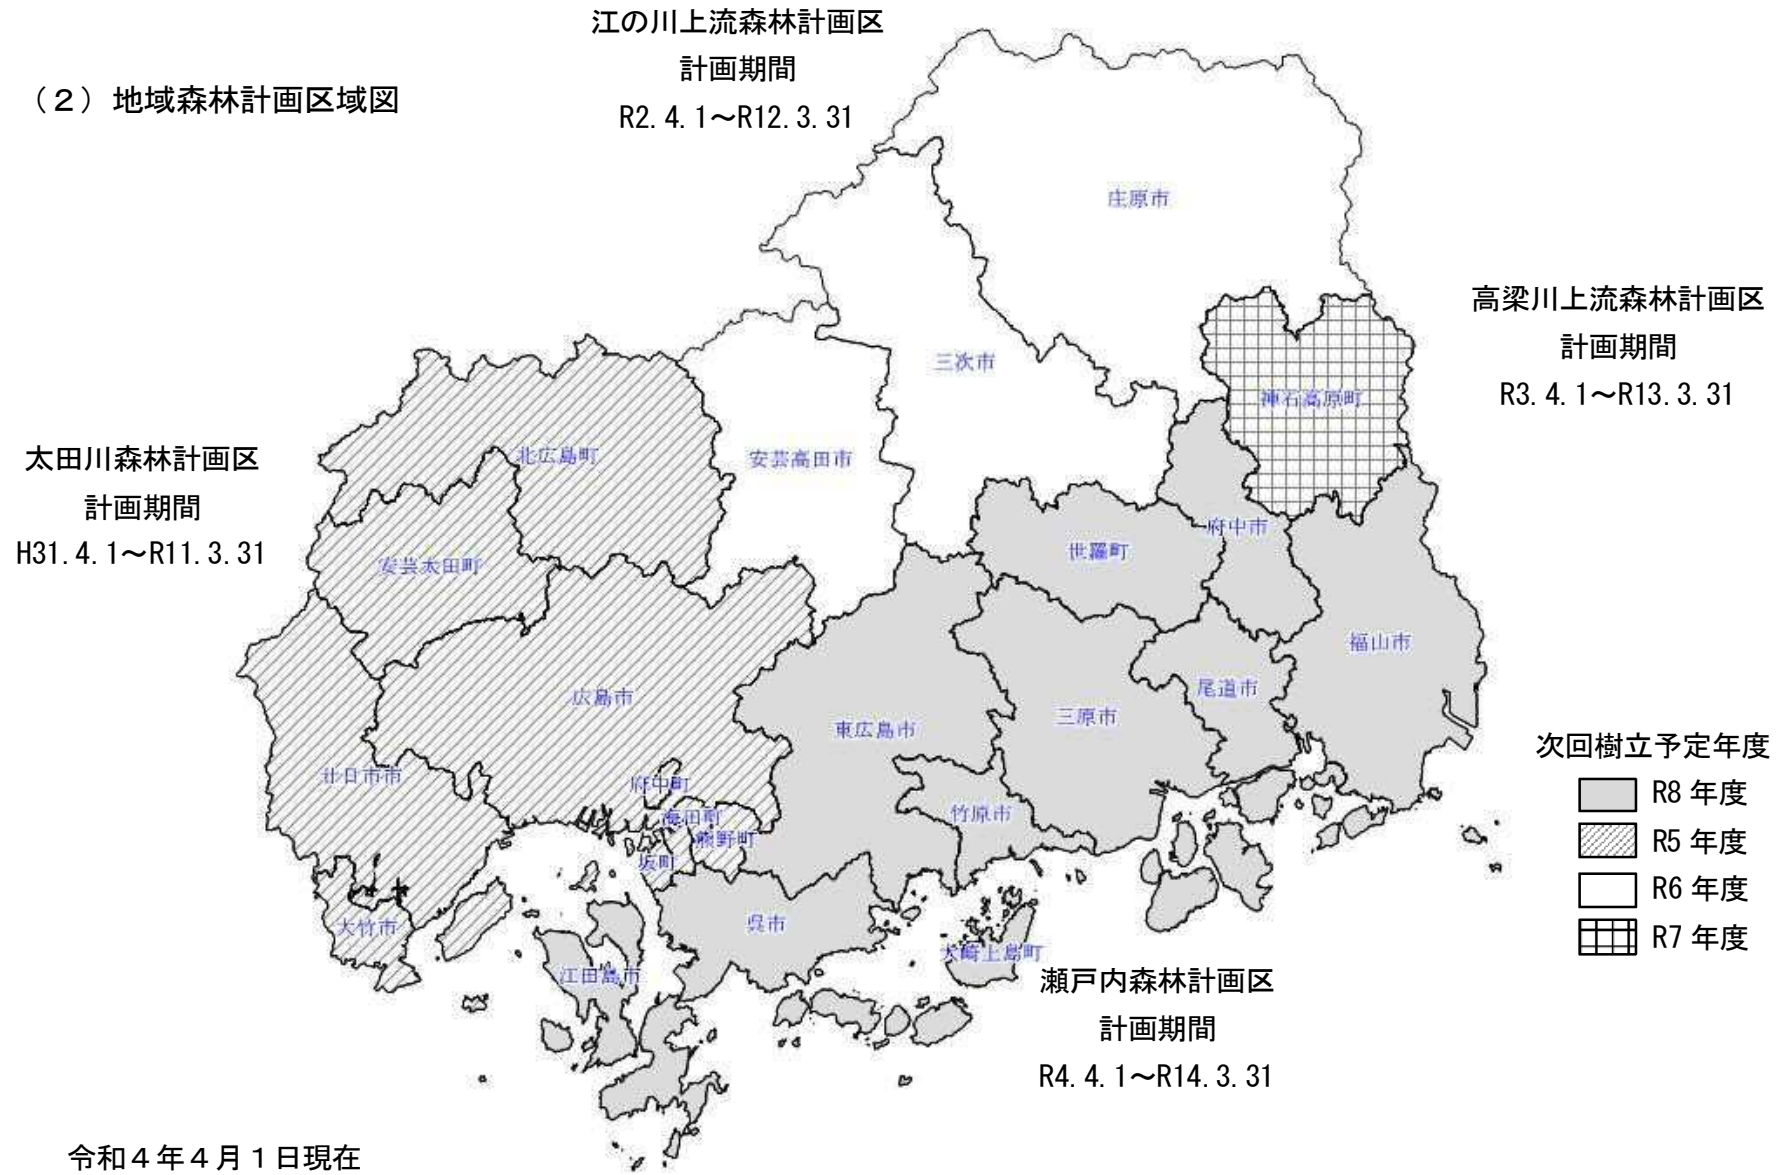 江の川上流森林計画区
計画期間
R2.4.1～R12.3.31
（２）地域森林計画区域図
庄原市
高梁川上流森林計画区
計画期間
R3.4.1～R13.3.31
三次市
神石高原町
太田川森林計画区
計画期間
H31.4.1～R11.3.31
北広島町
安芸高田市
府中市
世羅町
安芸太田町
福山市
尾道市
広島市
三原市
東広島市
次回樹立予定年度
R8 年度
R5 年度
R6 年度
R7 年度
廿日市市
府中町
海田町
熊野町
坂町
竹原市
呉市
大竹市
大崎上島町
江田島市
瀬戸内森林計画区
計画期間
R4.4.1～R14.3.31
令和４年４月１日現在